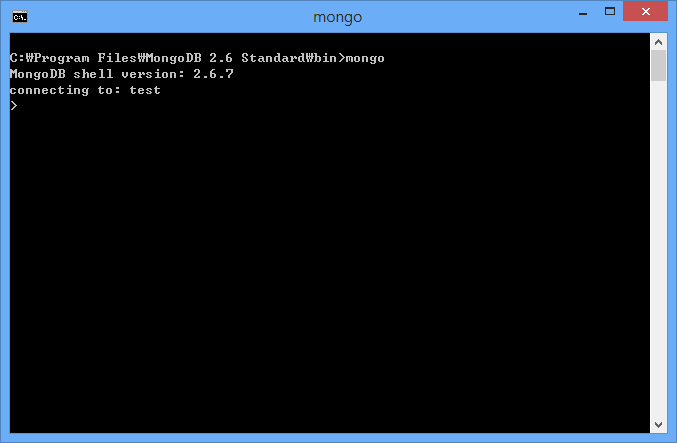 mongo
C:₩Program Files₩MongoDB 2.6 Standard₩bin>mongo
MongoDB shell version: 2.6.7
connecting to: test
>